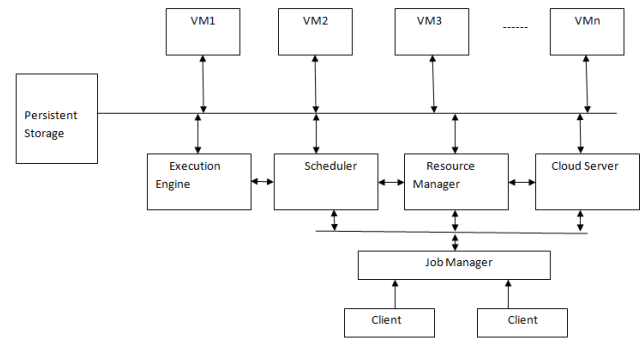 VM1
VM2
VM3
------
VMn
Persistent
Storage
Execution
Engine
Scheduler
Resource
Manager
Cloud Server
Job Manager
Client
Client